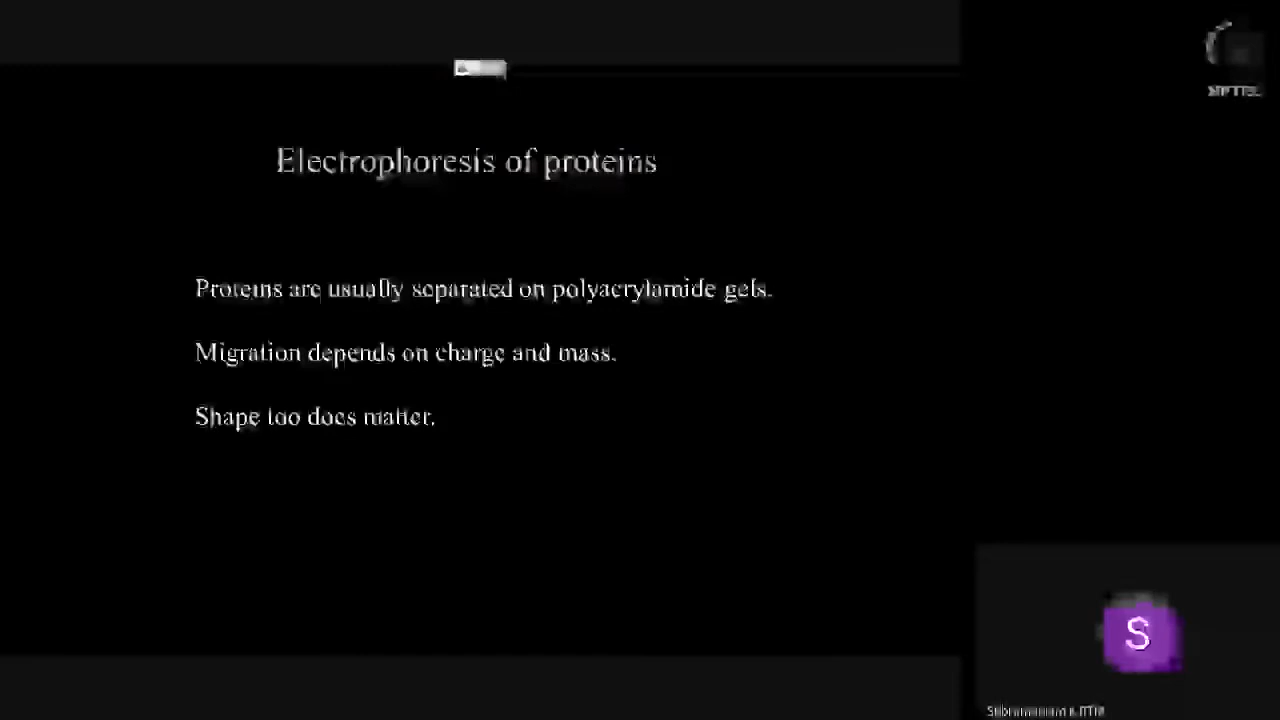 Electrophoresis of proteins
Proteins are usually separated on polyacrylamide gels.
Migration depends on charge and mass.
Shape too does matter.
NPTEL
S